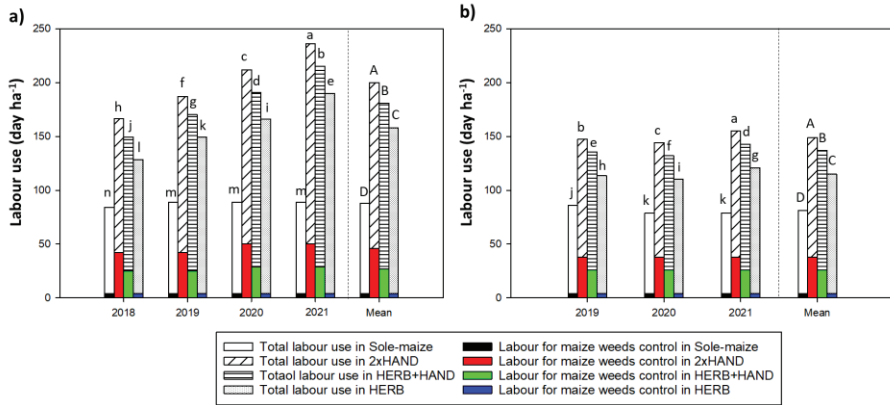 a)
b)
Labour use (day ha⁻¹)
250
200
150
100
50
0
n
h
j
l
m
f
g
k
m
c
d
i
m
a
b
e
D
A
B
C
2018
2019
2020
2021
Mean
Labour use (day ha⁻¹)
250
200
150
100
50
0
j
b
e
h
k
c
f
i
k
a
d
g
D
A
B
C
2019
2020
2021
Mean
Total labour use in Sole-maize
Total labour use in 2xHAND
Totaol labour use in HERB+HAND
Total labour use in HERB
Labour for maize weeds control in Sole-maize
Labour for maize weeds control in 2xHAND
Labour for maize weeds control in HERB+HAND
Labour for maize weeds control in HERB